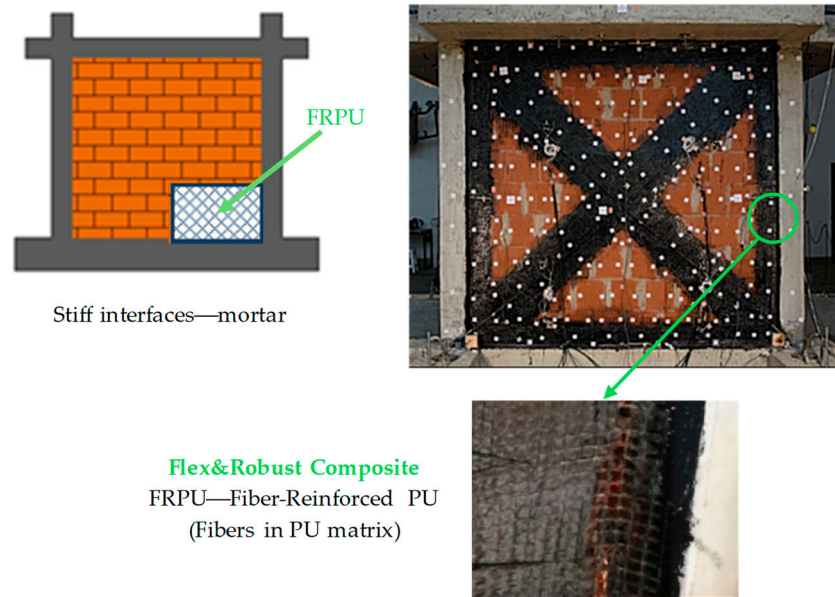 FRPU
Stiff interfaces—mortar
Flex&Robust Composite
FRPU—Fiber-Reinforced PU
(Fibers in PU matrix)